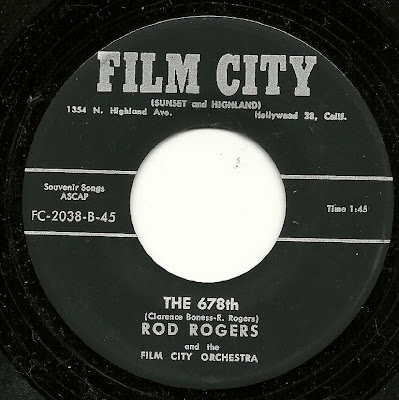 FILM CITY
(SUNSET and HIGHLAND)
1354 N. Highland Ave. Hollywood 28, Calif.
Souvenir Songs
ASCAP
FC-2038-B-45
Time 1:45
THE 678th
(Clarence Boness-R. Rogers)
ROD ROGERS
and the
FILM CITY ORCHESTRA